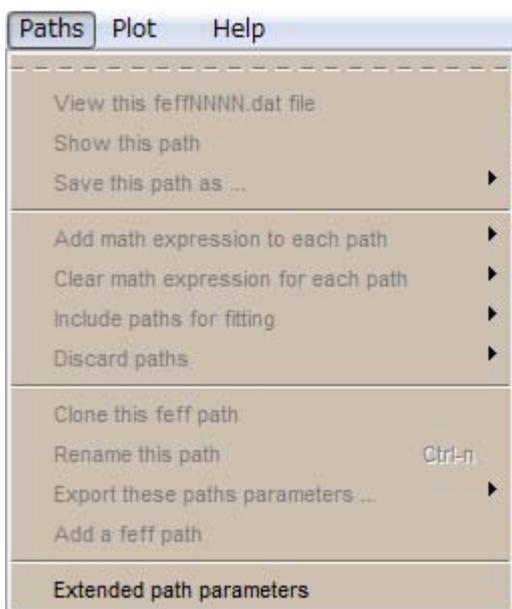 Paths Plot Help
View this feffNNNN.dat file
Show this path
Save this path as ...
Add math expression to each path
Clear math expression for each path
Include paths for fitting
Discard paths
Clone this feff path
Rename this path Ctrl-n
Export these paths parameters ...
Add a feff path
Extended path parameters